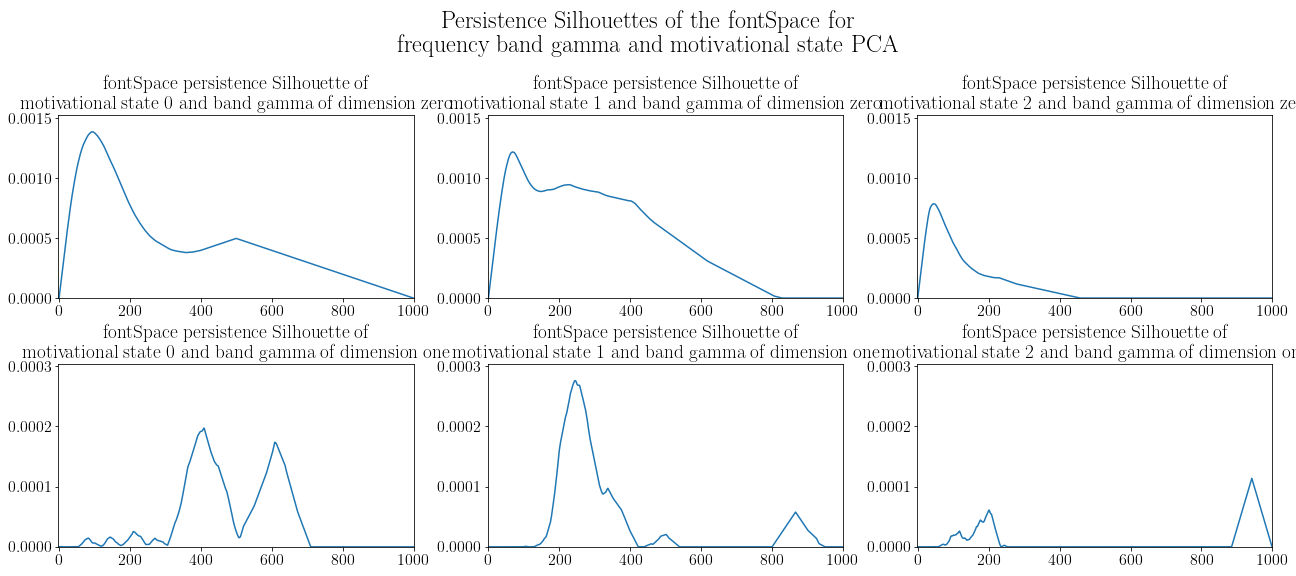 Persistence Silhouettes of the fontSpace for
frequency band gamma and motivational state PCA
fontSpace persistence Silhouette of
motivational state 0 and band gamma of dimension zero
fontSpace persistence Silhouette of
motivational state 1 and band gamma of dimension zero
fontSpace persistence Silhouette of
motivational state 2 and band gamma of dimension ze
0.0015
0.0010
0.0005
0.0000
0 200 400 600 800 1000
0.0015
0.0010
0.0005
0.0000
0 200 400 600 800 1000
0.0015
0.0010
0.0005
0.0000
0 200 400 600 800 1000
fontSpace persistence Silhouette of
motivational state 0 and band gamma of dimension one
fontSpace persistence Silhouette of
motivational state 1 and band gamma of dimension one
fontSpace persistence Silhouette of
motivational state 2 and band gamma of dimension on
0.0003
0.0002
0.0001
0.0000
0 200 400 600 800 1000
0.0003
0.0002
0.0001
0.0000
0 200 400 600 800 1000
0.0003
0.0002
0.0001
0.0000
0 200 400 600 800 1000